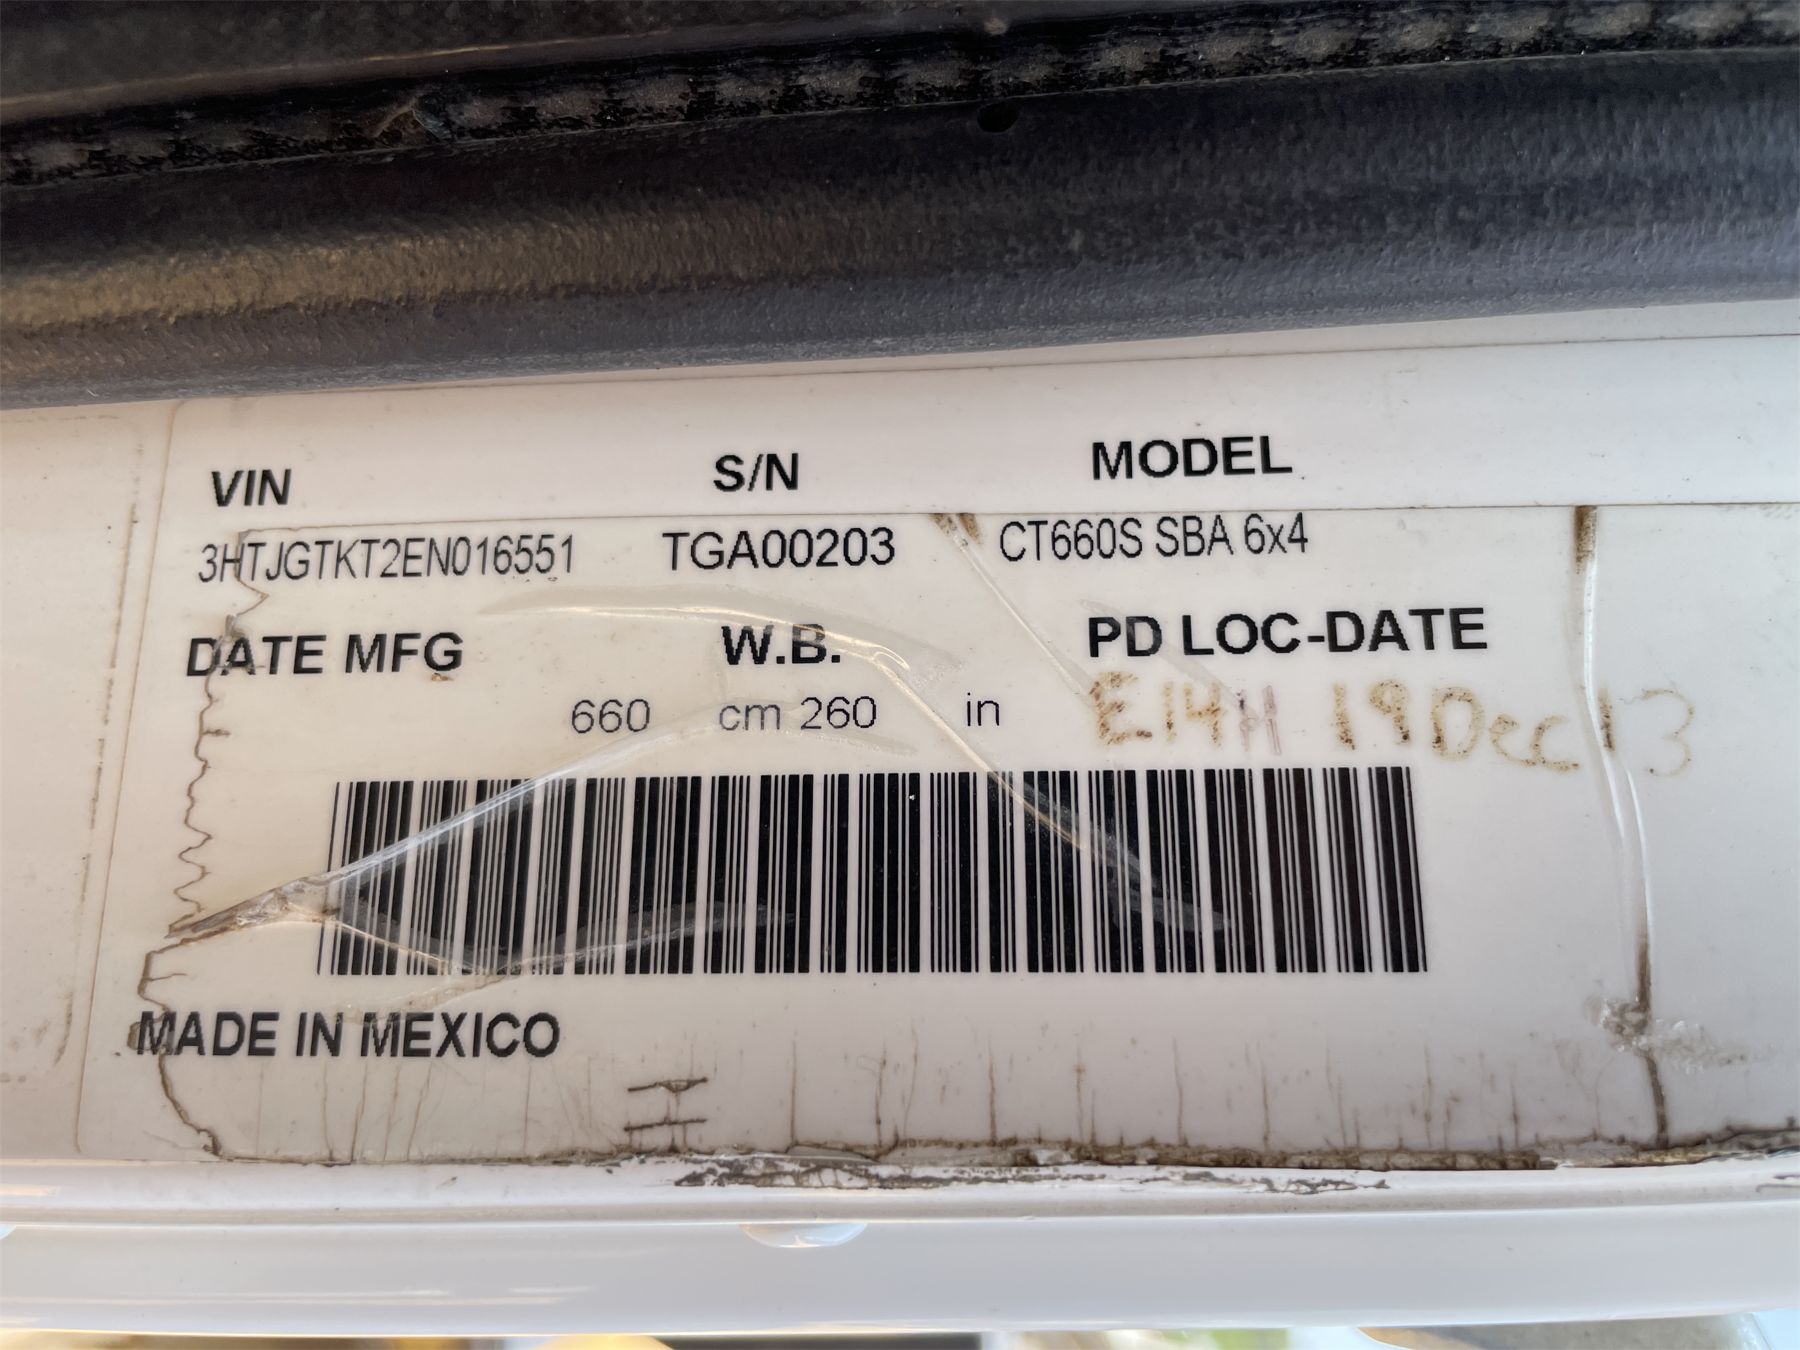 VIN S/N MODEL
3HTJGTKT2EN016551 TGA00203 CT660S SBA 6x4
DATE MFG W.B. PD LOC-DATE
660 cm 260 in E14H 19Dec13
MADE IN MEXICO